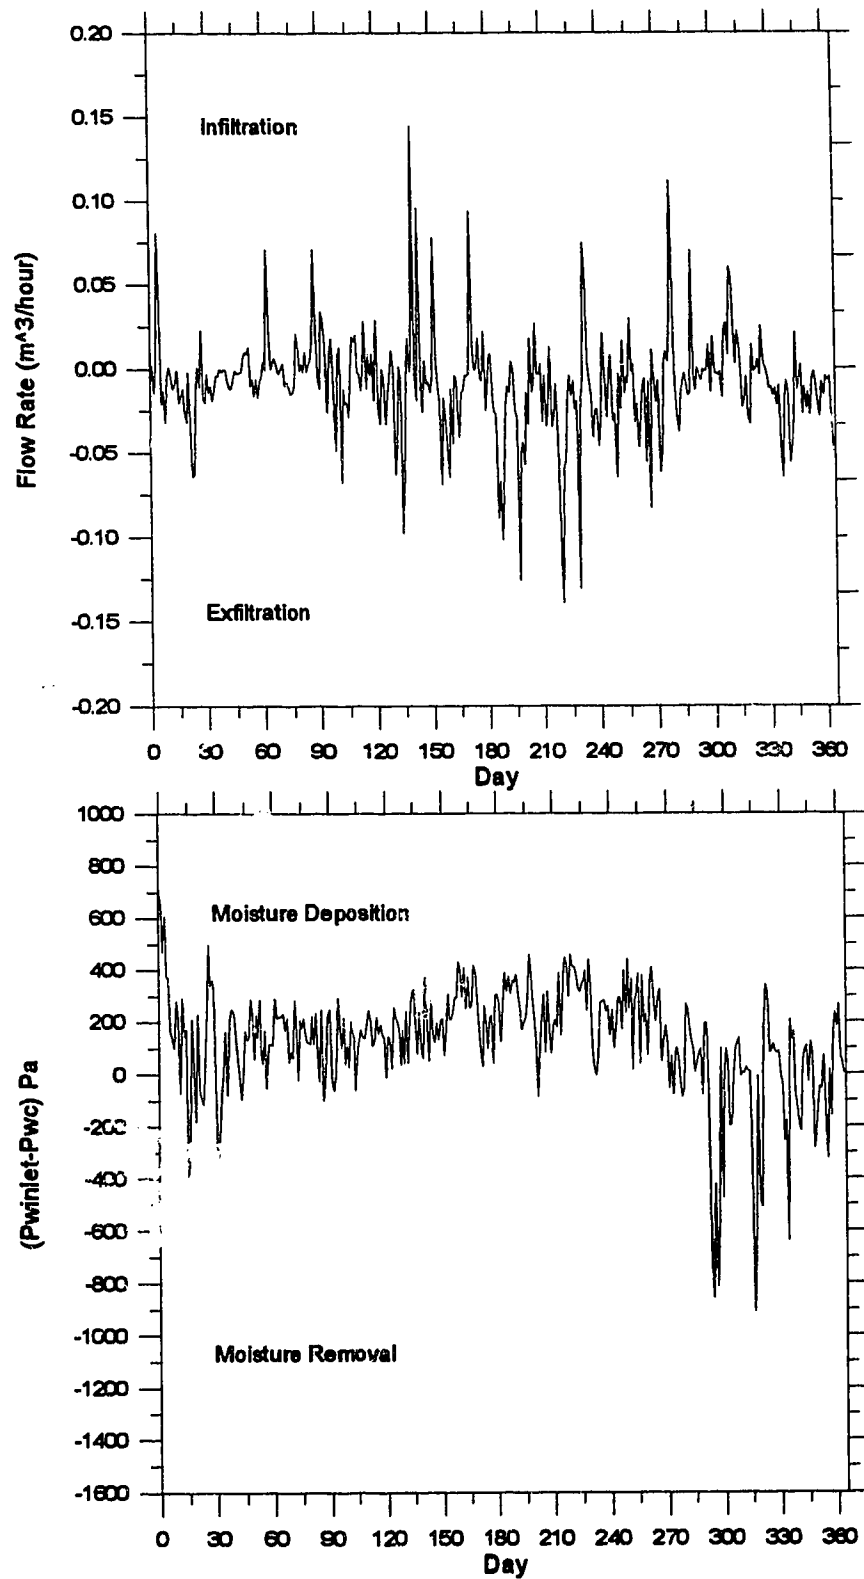 0.20
0.15
Infiltration
0.10
0.05
0.00
-0.05
-0.10
Exfiltration
-0.15
-0.20
Flow Rate (m^3/hour)
0 30 60 90 120 150 180 210 240 270 300 330 360
Day
1000
800
Moisture Deposition
600
400
200
0
-200
-400
-600
-800
-1000
Moisture Removal
-1200
-1400
-1600
(Pwinlet-Pwc) Pa
0 30 60 90 120 150 180 210 240 270 300 330 360
Day